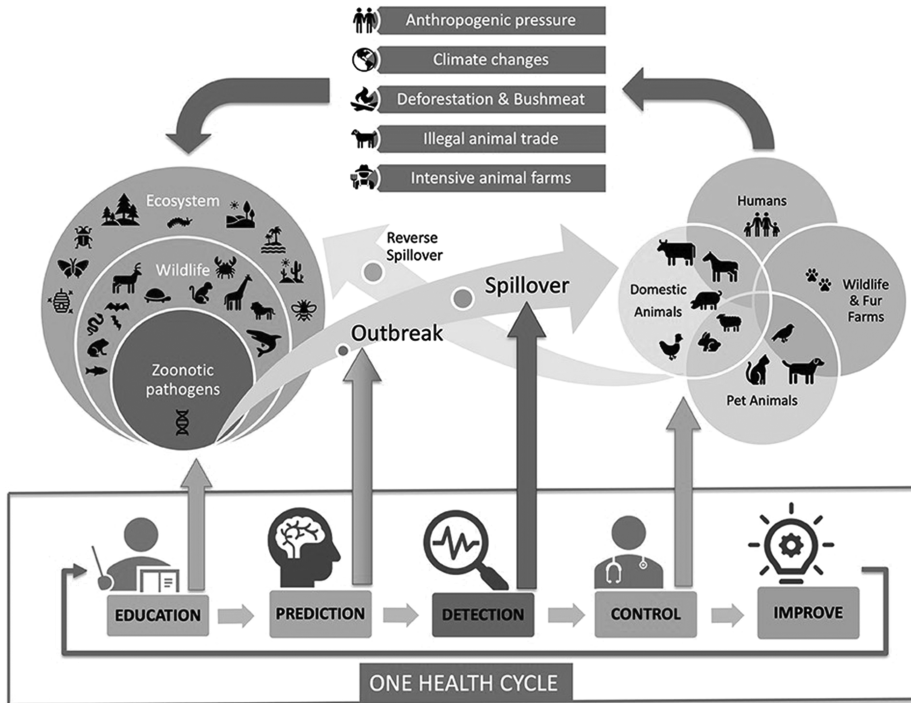 Anthropogenic pressure
Climate changes
Deforestation & Bushmeat
Illegal animal trade
Intensive animal farms
Ecosystem
Wildlife
Zoonotic
pathogens
Reverse
Spillover
Spillover
Outbreak
Humans
Domestic
Animals
Wildlife
& Fur
Farms
Pet Animals
EDUCATION
PREDICTION
DETECTION
CONTROL
IMPROVE
ONE HEALTH CYCLE